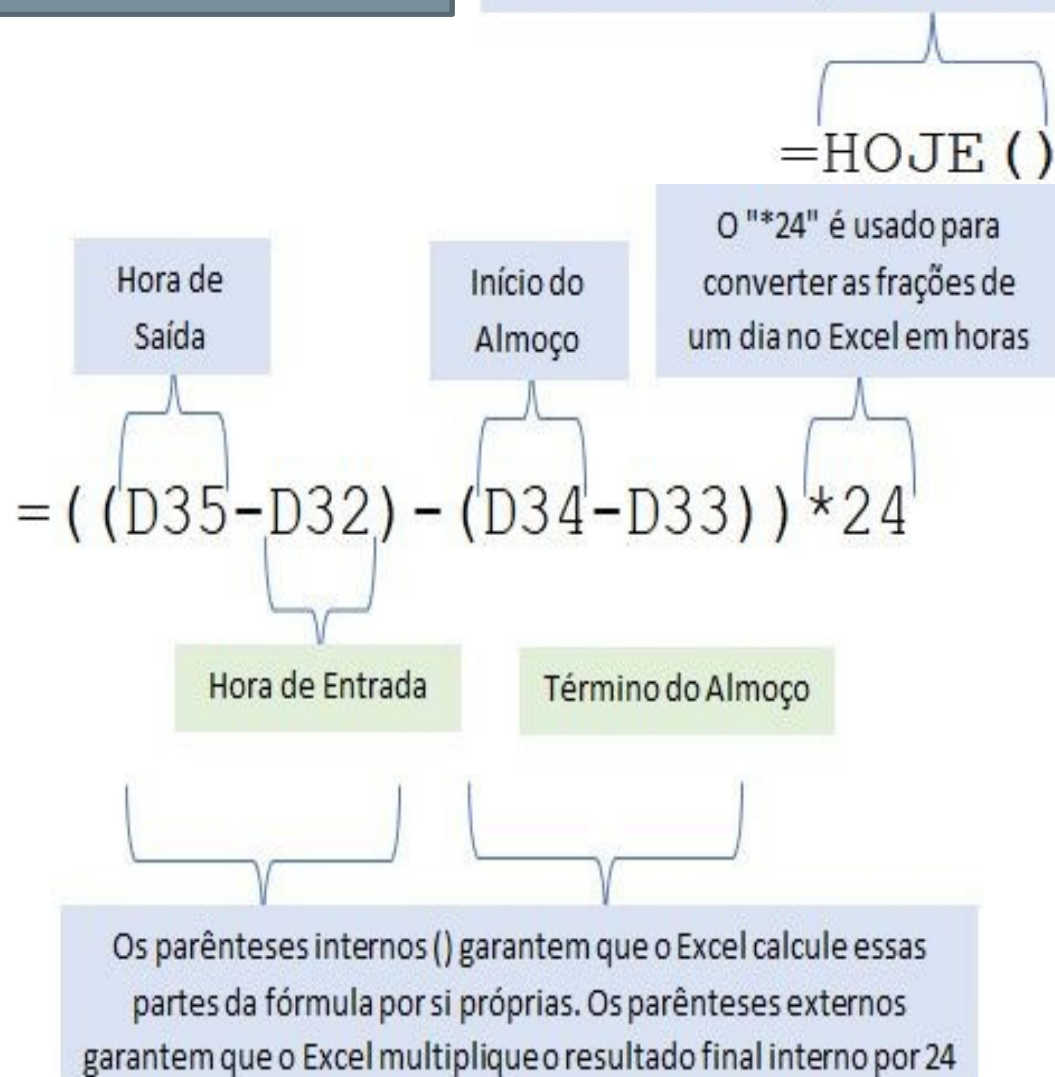 =HOJE()
O "*24" é usado para
converter as frações de
um dia no Excel em horas
Hora de
Saída
Início do
Almoço
=((D35-D32)-(D34-D33))*24
Hora de Entrada
Término do Almoço
Os parênteses internos () garantem que o Excel calcule essas
partes da fórmula por si próprias. Os parênteses externos
garantem que o Excel multiplique o resultado final interno por 24